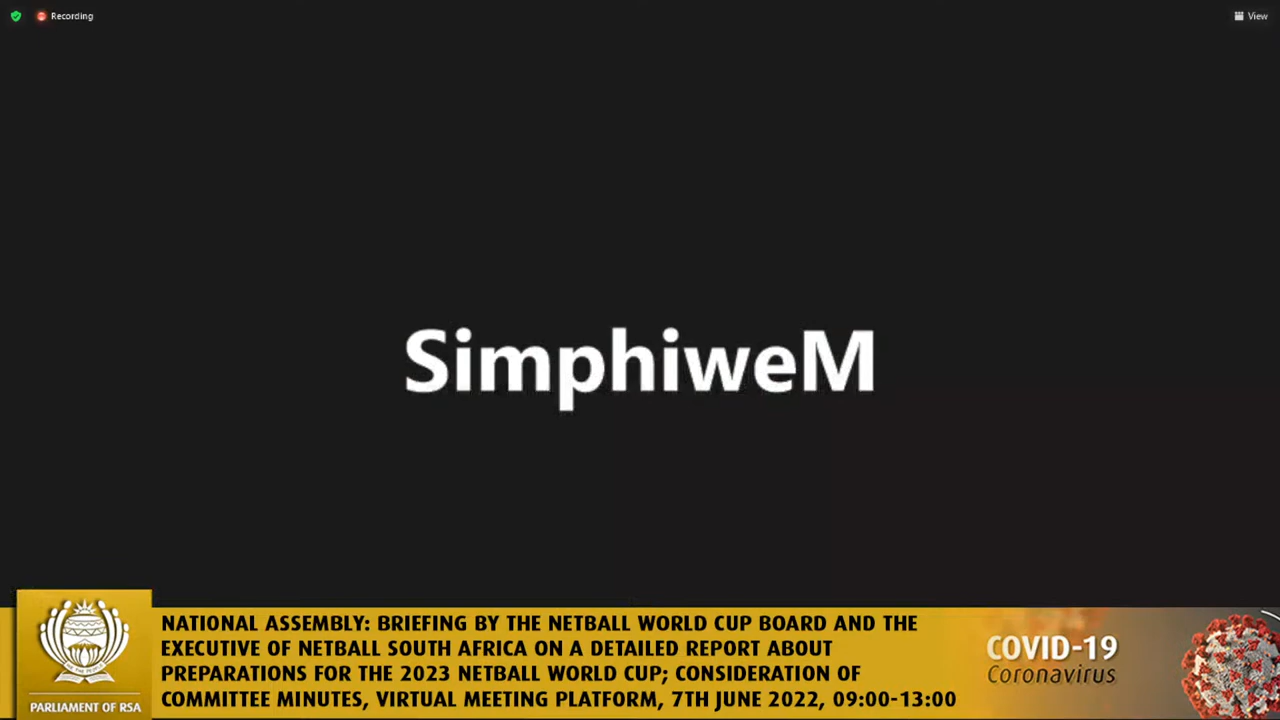 Recording
View
SimphiweM
NATIONAL ASSEMBLY: BRIEFING BY THE NETBALL WORLD CUP BOARD AND THE
EXECUTIVE OF NETBALL SOUTH AFRICA ON A DETAILED REPORT ABOUT
PREPARATIONS FOR THE 2023 NETBALL WORLD CUP; CONSIDERATION OF
COMMITTEE MINUTES, VIRTUAL MEETING PLATFORM, 7TH JUNE 2022, 09:00-13:00
PARLIAMENT OF RSA
COVID-19
Coronavirus